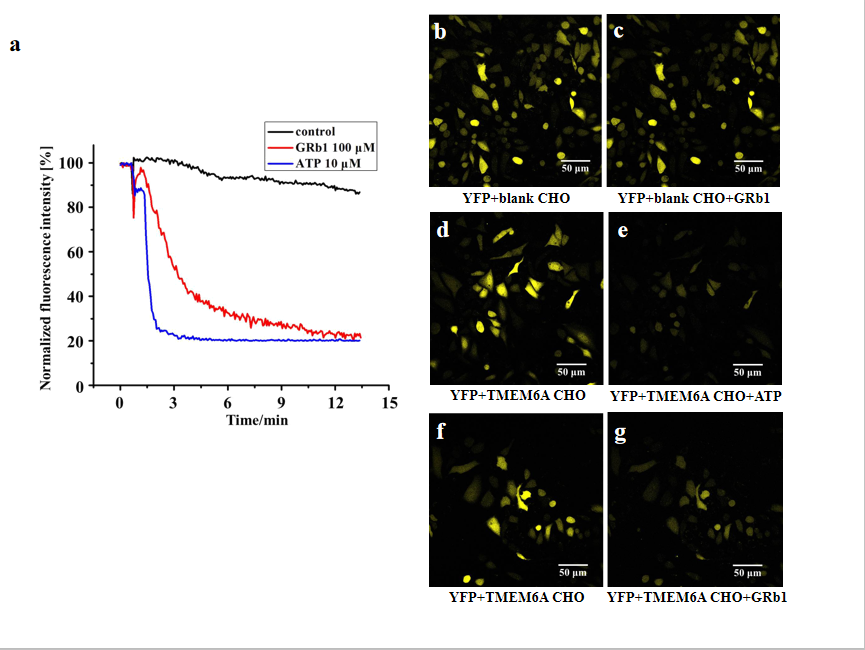 a
Normalized fluorescence intensity [%]
control
GRb1 100 µM
ATP 10 µM
100
80
60
40
20
0
0 3 6 9 12 15
Time/min
b
50 µm
YFP+blank CHO
c
50 µm
YFP+blank CHO+GRb1
d
50 µm
YFP+TMEM6A CHO
e
50 µm
YFP+TMEM6A CHO+ATP
f
50 µm
YFP+TMEM6A CHO
g
50 µm
YFP+TMEM6A CHO+GRb1